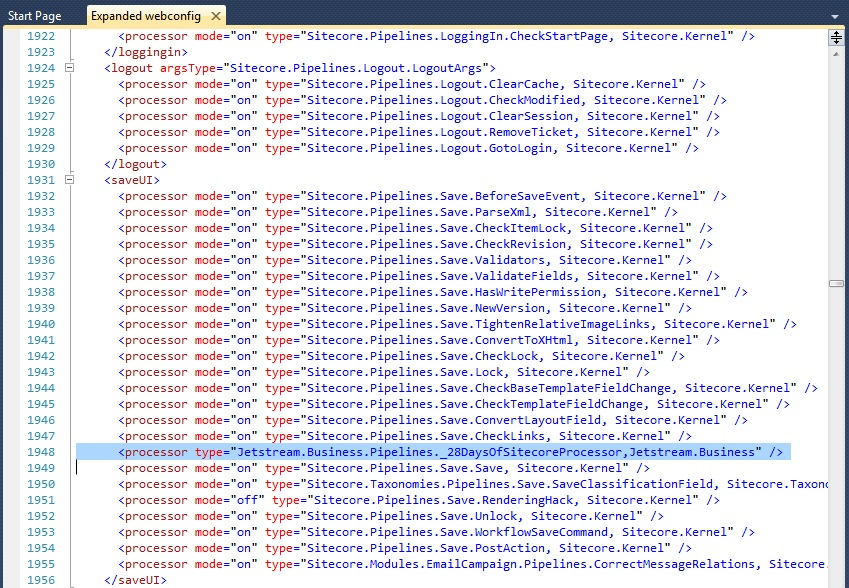 Start Page Expanded webconfig
1922 <processor mode="on" type="Sitecore.Pipelines.LoggingIn.CheckStartPage, Sitecore.Kernel" />
1923 </loggingin>
1924 <logout argsType="Sitecore.Pipelines.Logout.LogoutArgs">
1925 <processor mode="on" type="Sitecore.Pipelines.Logout.ClearCache, Sitecore.Kernel" />
1926 <processor mode="on" type="Sitecore.Pipelines.Logout.CheckModified, Sitecore.Kernel" />
1927 <processor mode="on" type="Sitecore.Pipelines.Logout.ClearSession, Sitecore.Kernel" />
1928 <processor mode="on" type="Sitecore.Pipelines.Logout.RemoveTicket, Sitecore.Kernel" />
1929 <processor mode="on" type="Sitecore.Pipelines.Logout.GotoLogin, Sitecore.Kernel" />
1930 </logout>
1931 <saveUI>
1932 <processor mode="on" type="Sitecore.Pipelines.Save.BeforeSaveEvent, Sitecore.Kernel" />
1933 <processor mode="on" type="Sitecore.Pipelines.Save.ParseXml, Sitecore.Kernel" />
1934 <processor mode="on" type="Sitecore.Pipelines.Save.CheckItemLock, Sitecore.Kernel" />
1935 <processor mode="on" type="Sitecore.Pipelines.Save.CheckRevision, Sitecore.Kernel" />
1936 <processor mode="on" type="Sitecore.Pipelines.Save.Validators, Sitecore.Kernel" />
1937 <processor mode="on" type="Sitecore.Pipelines.Save.ValidateFields, Sitecore.Kernel" />
1938 <processor mode="on" type="Sitecore.Pipelines.Save.HasWritePermission, Sitecore.Kernel" />
1939 <processor mode="on" type="Sitecore.Pipelines.Save.NewVersion, Sitecore.Kernel" />
1940 <processor mode="on" type="Sitecore.Pipelines.Save.TightenRelativeImageLinks, Sitecore.Kernel" />
1941 <processor mode="on" type="Sitecore.Pipelines.Save.ConvertToXHtml, Sitecore.Kernel" />
1942 <processor mode="on" type="Sitecore.Pipelines.Save.CheckLock, Sitecore.Kernel" />
1943 <processor mode="on" type="Sitecore.Pipelines.Save.Lock, Sitecore.Kernel" />
1944 <processor mode="on" type="Sitecore.Pipelines.Save.CheckBaseTemplateFieldChange, Sitecore.Kernel" />
1945 <processor mode="on" type="Sitecore.Pipelines.Save.CheckTemplateFieldChange, Sitecore.Kernel" />
1946 <processor mode="on" type="Sitecore.Pipelines.Save.ConvertLayoutField, Sitecore.Kernel" />
1947 <processor mode="on" type="Sitecore.Pipelines.Save.CheckLinks, Sitecore.Kernel" />
1948 <processor type="Jetstream.Business.Pipelines._28DaysOfSitecoreProcessor,Jetstream.Business" />
1949 <processor mode="on" type="Sitecore.Pipelines.Save.Save, Sitecore.Kernel" />
1950 <processor mode="on" type="Sitecore.Taxonomies.Pipelines.Save.SaveClassificationField, Sitecore.Taxono
1951 <processor mode="off" type="Sitecore.Pipelines.Save.RenderingHack, Sitecore.Kernel" />
1952 <processor mode="on" type="Sitecore.Pipelines.Save.Unlock, Sitecore.Kernel" />
1953 <processor mode="on" type="Sitecore.Pipelines.Save.WorkflowSaveCommand, Sitecore.Kernel" />
1954 <processor mode="on" type="Sitecore.Pipelines.Save.PostAction, Sitecore.Kernel" />
1955 <processor mode="on" type="Sitecore.Modules.EmailCampaign.Pipelines.CorrectMessageRelations, Sitecore.
1956 </saveUI>